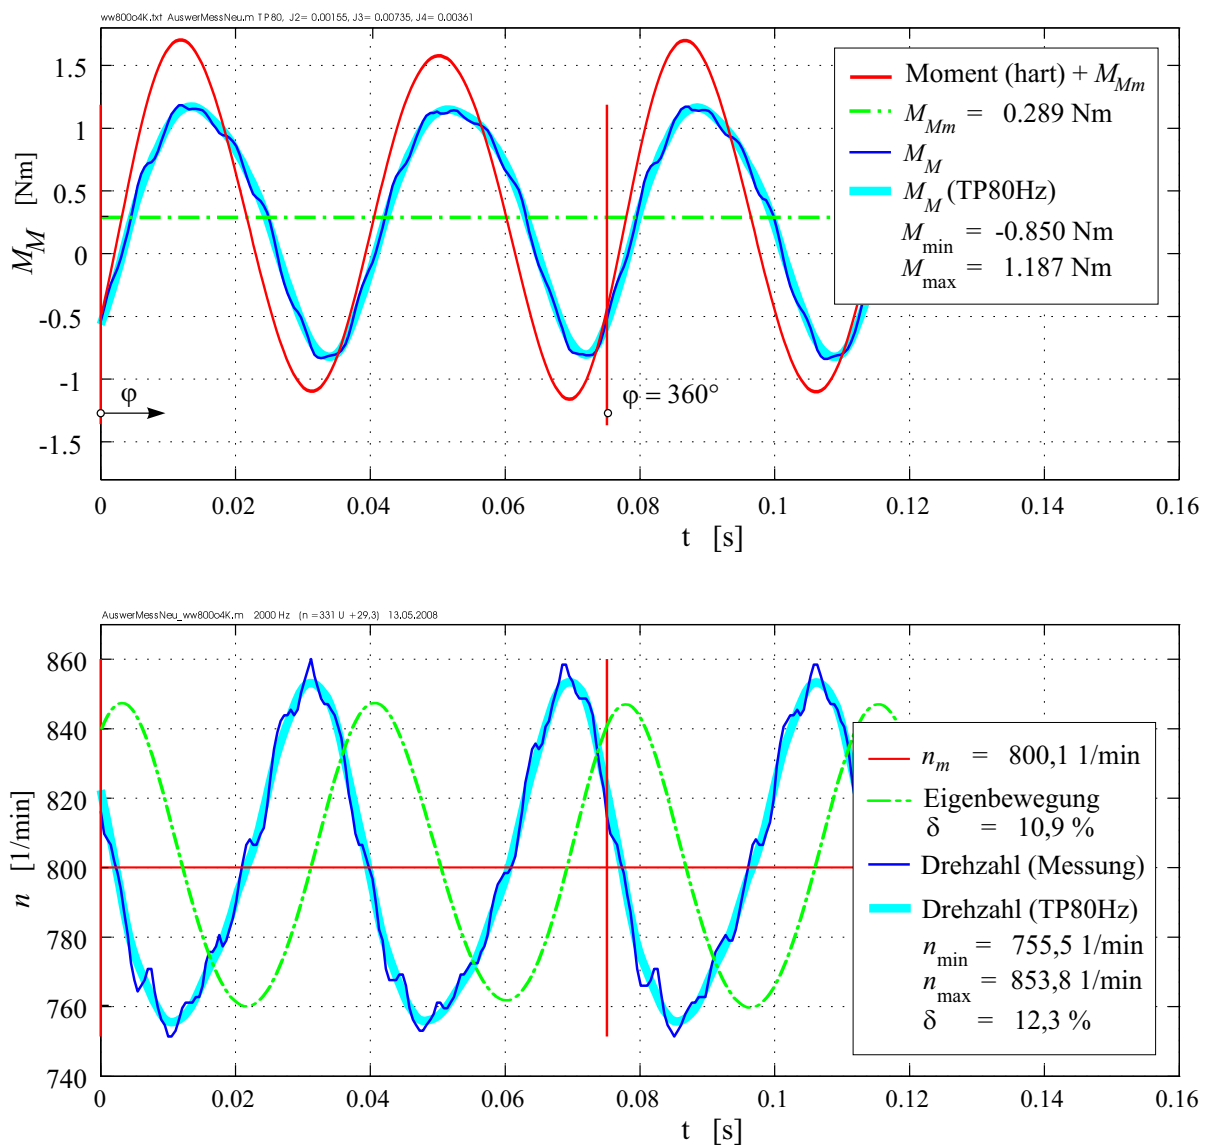 ww800o4K.txt AuswerMessNeu.m TP80, J2= 0.00155, J3= 0.00735, J4= 0.00361
1.5
1
0.5
0
-0.5
-1
-1.5
M_M [Nm]
Moment (hart) + M_Mm
M_Mm = 0.289 Nm
M_M
M_M (TP80Hz)
M_min = -0.850 Nm
M_max = 1.187 Nm
φ
φ = 360°
0 0.02 0.04 0.06 0.08 0.1 0.12 0.14 0.16
t [s]
AuswerMessNeu_ww800o4K.m 2000 Hz (n =331 U +29.3) 13.05.2008
860
840
820
800
780
760
740
n [1/min]
n_m = 800,1 1/min
Eigenbewegung
δ = 10,9 %
Drehzahl (Messung)
Drehzahl (TP80Hz)
n_min = 755,5 1/min
n_max = 853,8 1/min
δ = 12,3 %
0 0.02 0.04 0.06 0.08 0.1 0.12 0.14 0.16
t [s]